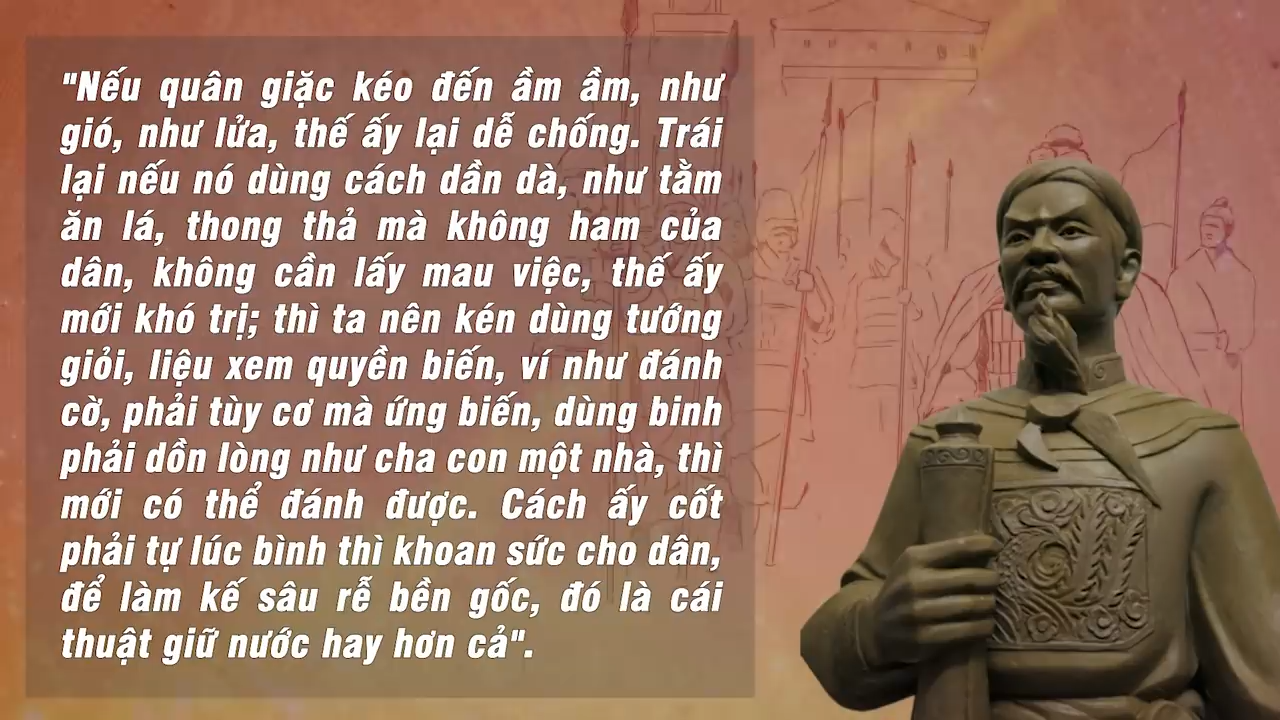 "Nếu quân giặc kéo đến ầm ầm, như
gió, như lửa, thế ấy lại dễ chống. Trái
lại nếu nó dùng cách dần dà, như tằm
ăn lá, thong thả mà không ham của
dân, không cần lấy mau việc, thế ấy
mới khó trị; thì ta nên kén dùng tướng
giỏi, liệu xem quyền biến, ví như đánh
cờ, phải tùy cơ mà ứng biến, dùng binh
phải dồn lòng như cha con một nhà, thì
mới có thể đánh được. Cách ấy cốt
phải tự lúc bình thì khoan sức cho dân,
để làm kế sâu rễ bền gốc, đó là cái
thuật giữ nước hay hơn cả".